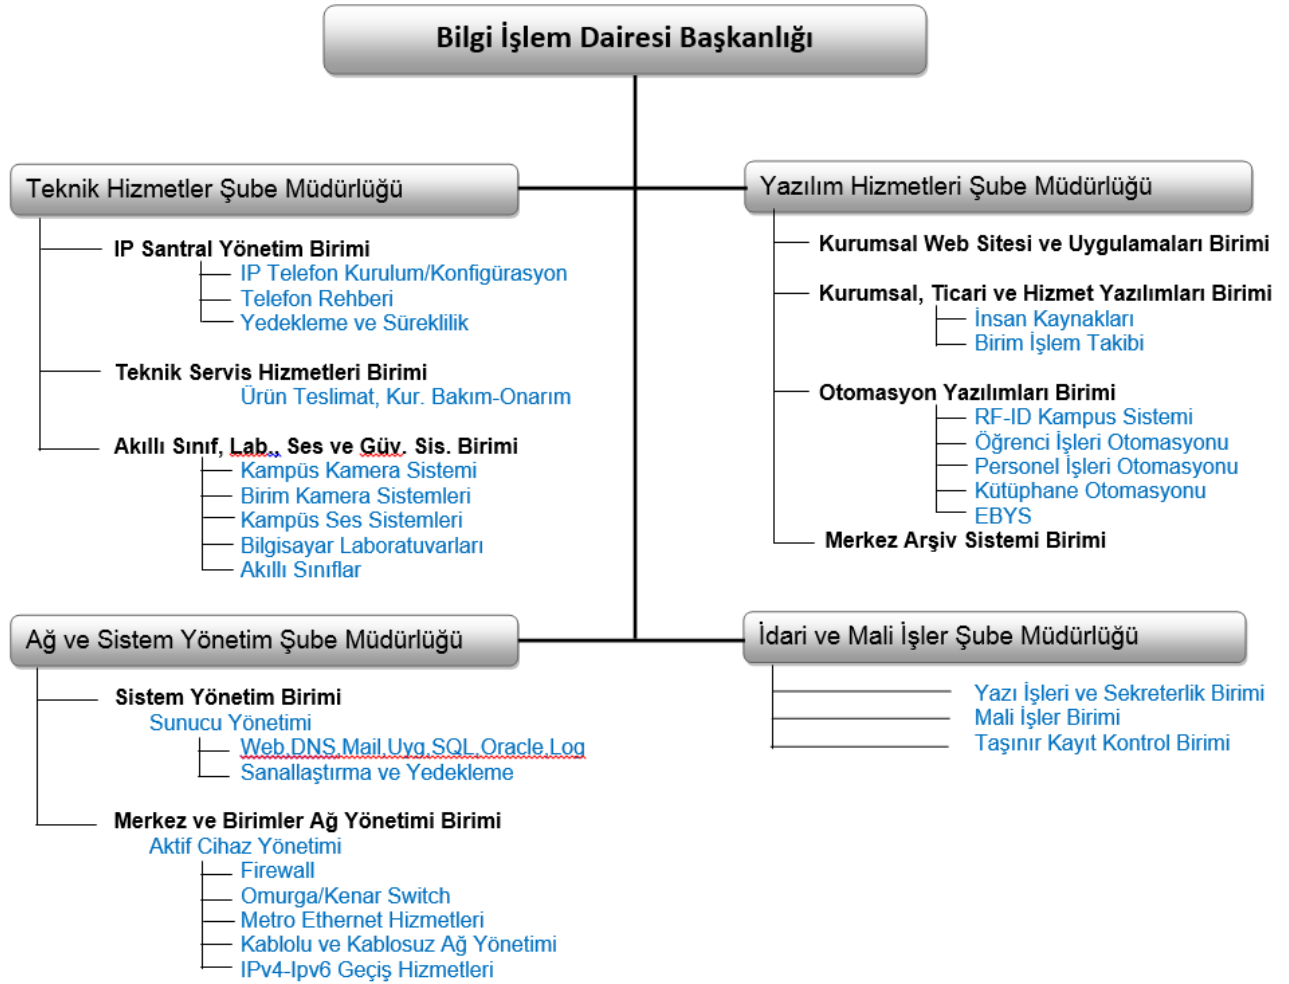 Bilgi İşlem Dairesi Başkanlığı
Teknik Hizmetler Şube Müdürlüğü
IP Santral Yönetim Birimi
IP Telefon Kurulum/Konfigürasyon
Telefon Rehberi
Yedekleme ve Süreklilik
Teknik Servis Hizmetleri Birimi
Ürün Teslimat, Kur. Bakım-Onarım
Akıllı Sınıf, Lab., Ses ve Güv. Sis. Birimi
Kampüs Kamera Sistemi
Birim Kamera Sistemleri
Kampüs Ses Sistemleri
Bilgisayar Laboratuvarları
Akıllı Sınıflar
Yazılım Hizmetleri Şube Müdürlüğü
Kurumsal Web Sitesi ve Uygulamaları Birimi
Kurumsal, Ticari ve Hizmet Yazılımları Birimi
İnsan Kaynakları
Birim İşlem Takibi
Otomasyon Yazılımları Birimi
RF-ID Kampus Sistemi
Öğrenci İşleri Otomasyonu
Personel İşleri Otomasyonu
Kütüphane Otomasyonu
EBYS
Merkez Arşiv Sistemi Birimi
Ağ ve Sistem Yönetim Şube Müdürlüğü
Sistem Yönetim Birimi
Sunucu Yönetimi
Web,DNS,Mail,Uyg,SQL,Oracle,Log
Sanallaştırma ve Yedekleme
Merkez ve Birimler Ağ Yönetimi Birimi
Aktif Cihaz Yönetimi
Firewall
Omurga/Kenar Switch
Metro Ethernet Hizmetleri
Kablolu ve Kablosuz Ağ Yönetimi
IPv4-Ipv6 Geçiş Hizmetleri
İdari ve Mali İşler Şube Müdürlüğü
Yazı İşleri ve Sekreterlik Birimi
Mali İşler Birimi
Taşınır Kayıt Kontrol Birimi